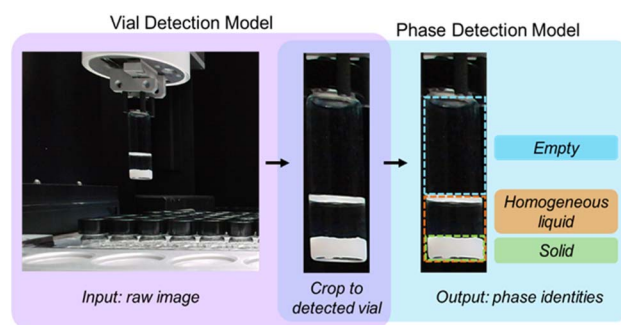 Vial Detection Model
Phase Detection Model
Empty
Homogeneous
liquid
Solid
Input: raw image
Crop to
detected vial
Output: phase identities